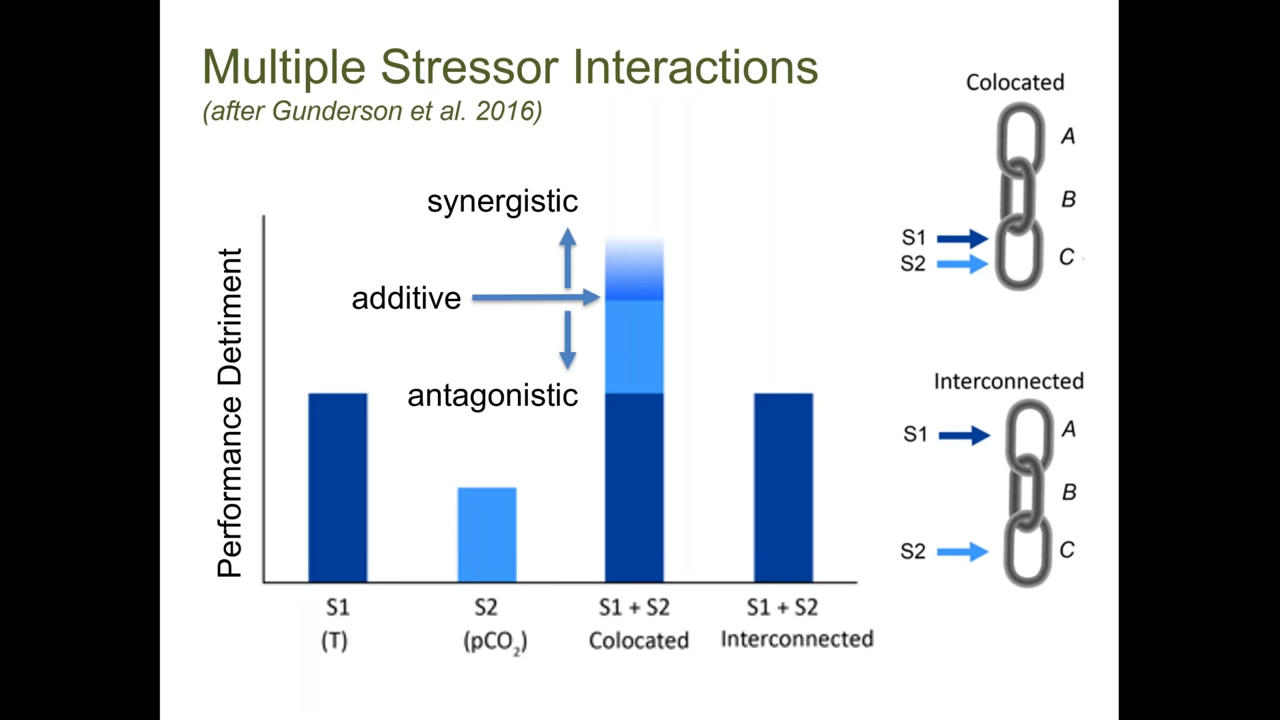 Multiple Stressor Interactions
(after Gunderson et al. 2016)
synergistic
additive
antagonistic
Performance Detriment
S1
(T)
S2
(pCO₂)
S1 + S2
Colocated
S1 + S2
Interconnected
Colocated
A
B
S1
S2
C
Interconnected
S1
A
B
S2
C